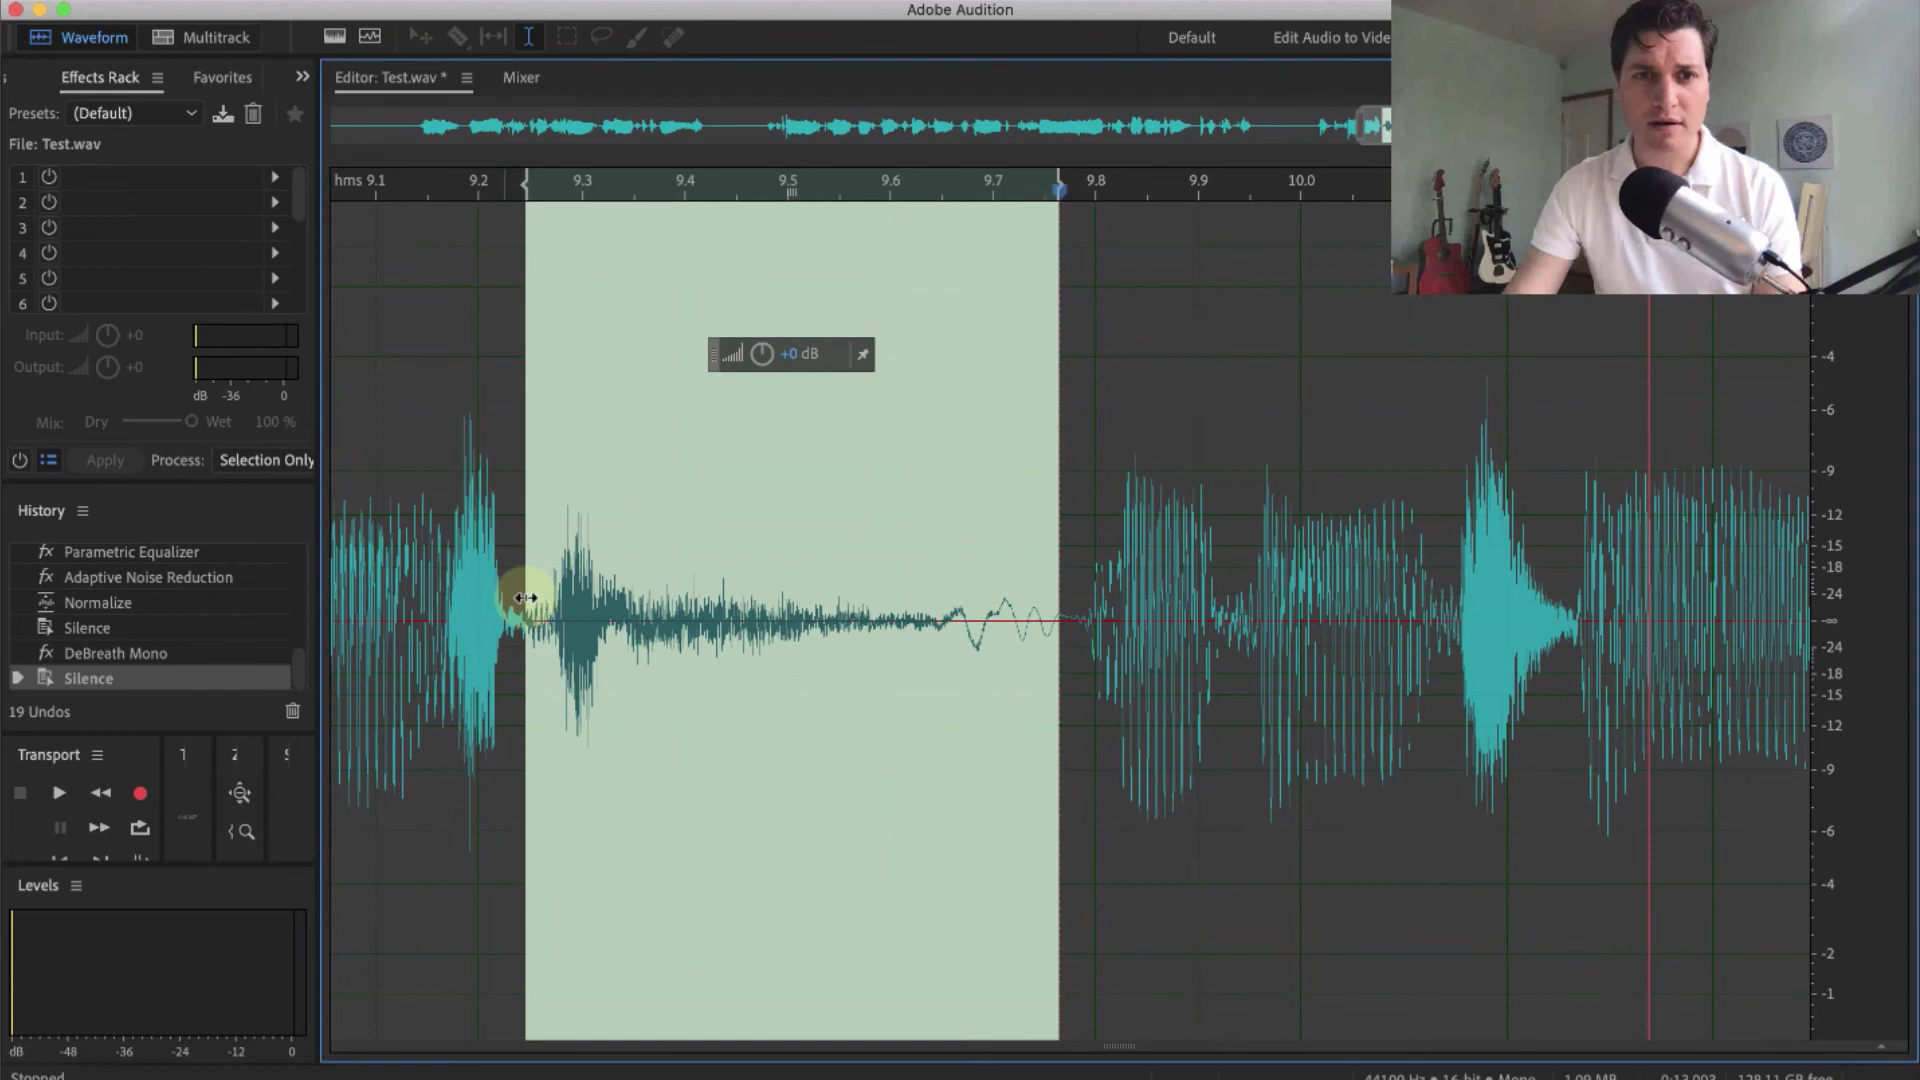 Adobe Audition
Waveform
Multitrack
Default
Edit Audio to Vide
Effects Rack
Favorites
Editor: Test.wav *
Mixer
Presets:
(Default)
File: Test.wav
hms 9.1
9.2
9.3
9.4
9.5
9.6
9.7
9.8
9.9
10.0
1
2
3
4
5
6
Input:
+0
Output:
+0
dB
-36
0
Mix:
Dry
Wet
100 %
Apply
Process:
Selection Only
+0 dB
-4
-6
-9
-12
-15
-18
-24
-∞
-24
-18
-15
-12
-9
-6
-4
-2
-1
History
Parametric Equalizer
Adaptive Noise Reduction
Normalize
Silence
DeBreath Mono
Silence
19 Undos
Transport
Levels
dB
-48
-36
-24
-12
0
Stopped
44100 Hz • 16-bit • Mono
1.09 MB
0:13.003
128.11 GB free